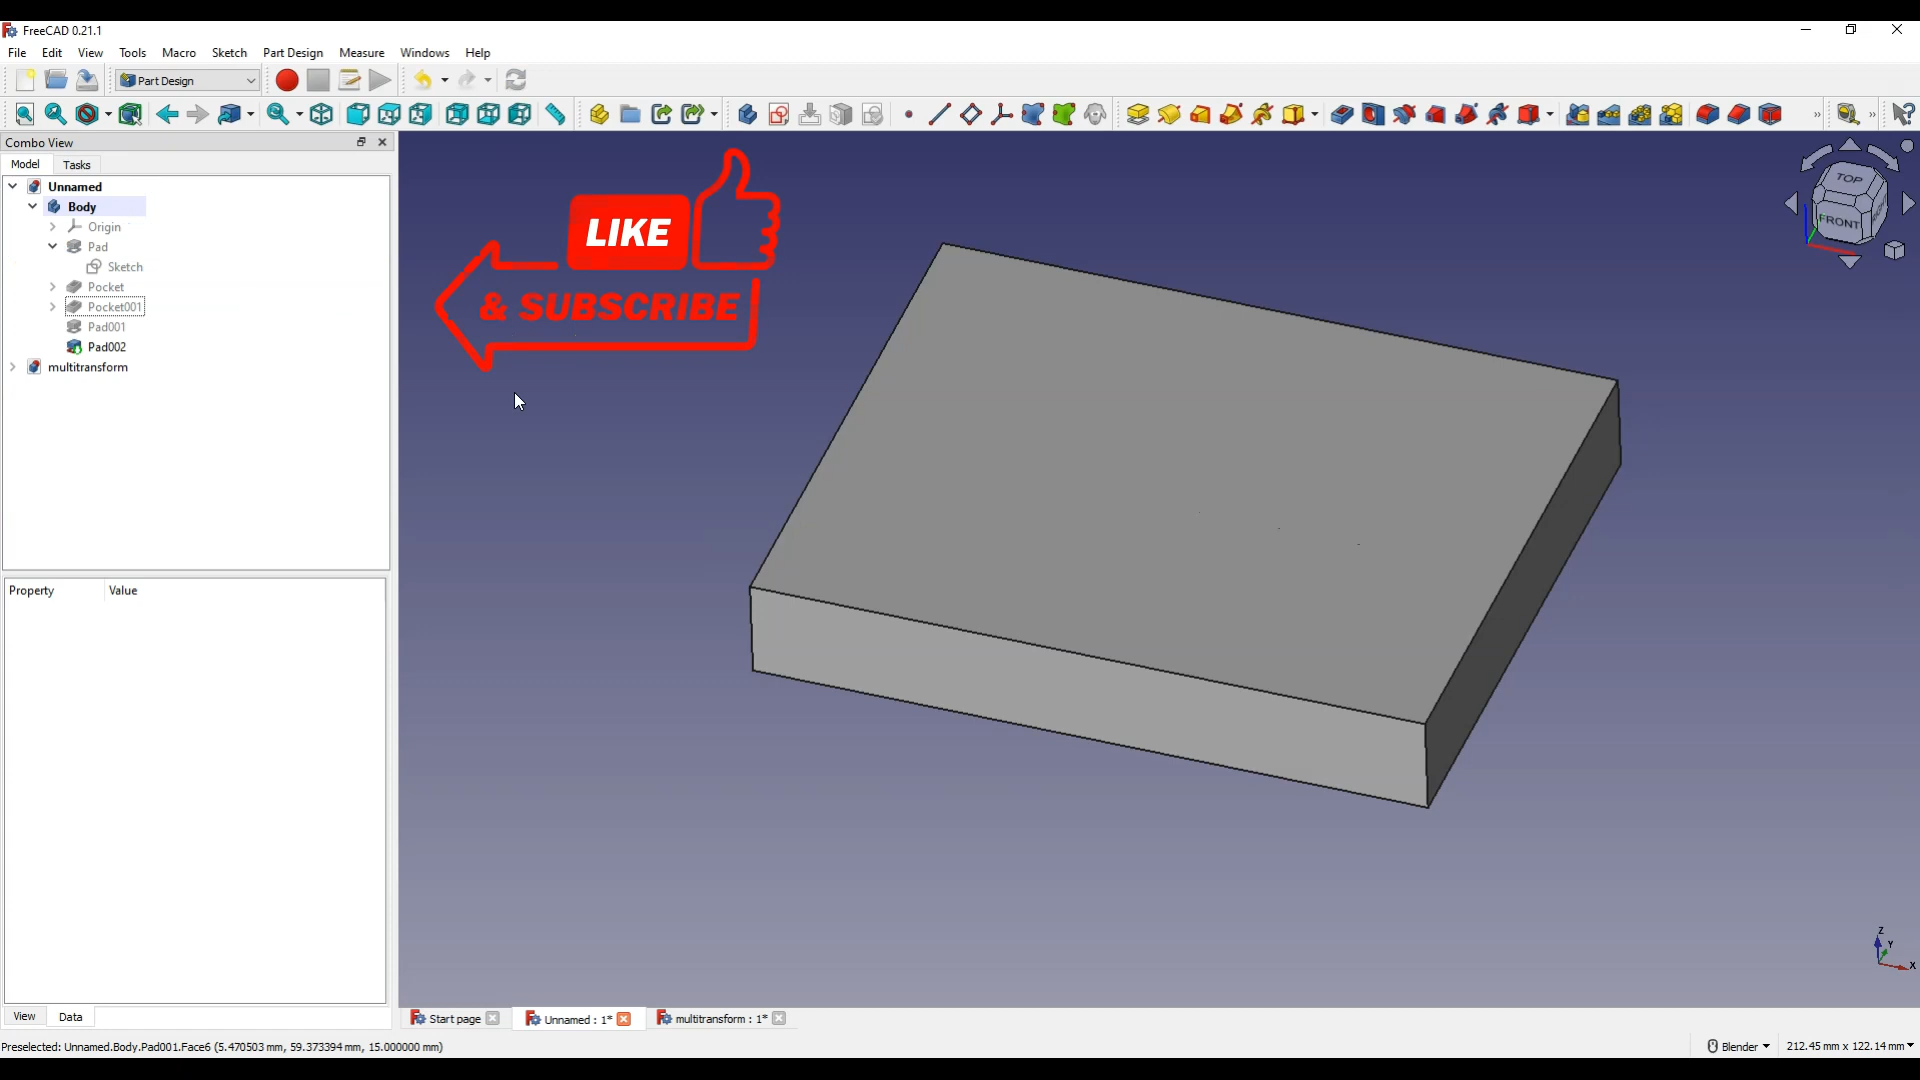 FreeCAD 0.21.1
File Edit View Tools Macro Sketch Part Design Measure Windows Help
Part Design
Combo View
Model Tasks
Unnamed
Body
Origin
Pad
Sketch
Pocket
Pocket001
Pad001
Pad002
multitransform
LIKE
& SUBSCRIBE
TOP
FRONT
RIGHT
Property Value
Z
Y
X
View Data
Start page Unnamed : 1* multitransform : 1*
Preselected: Unnamed.Body.Pad001.Face6 (5.470503 mm, 59.373394 mm, 15.000000 mm)
Blender 212.45 mm x 122.14 mm